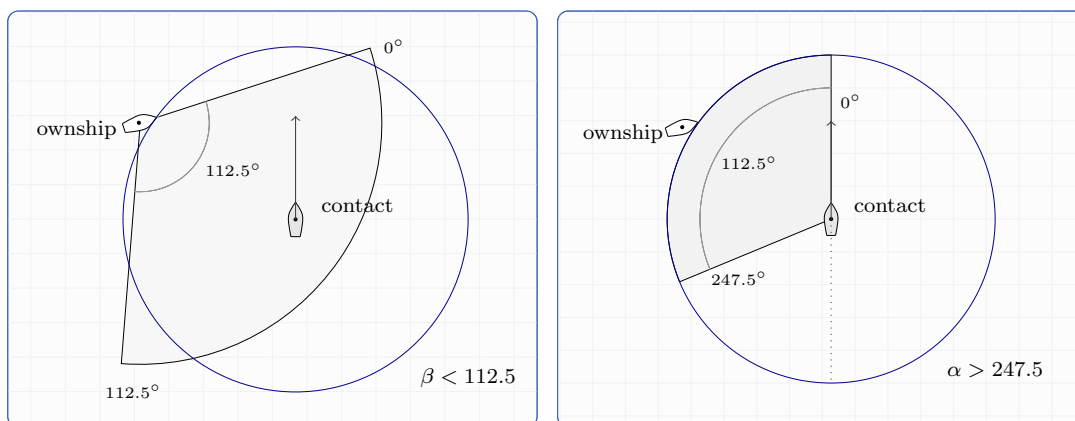 0°
ownship
112.5°
contact
112.5°
β < 112.5
0°
ownship
112.5°
contact
247.5°
α > 247.5